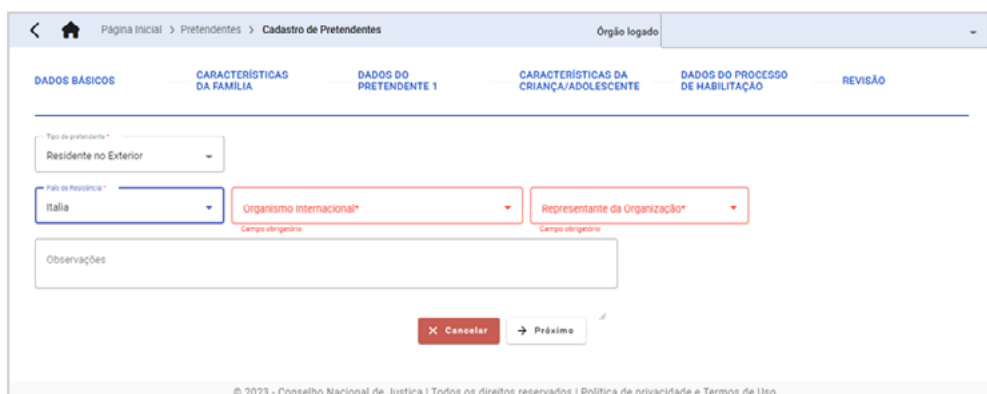 Página Inicial > Pretendentes > Cadastro de Pretendentes
Órgão logado
DADOS BÁSICOS
CARACTERÍSTICAS
DA FAMÍLIA
DADOS DO
PRETENDENTE 1
CARACTERÍSTICAS DA
CRIANÇA/ADOLESCENTE
DADOS DO PROCESSO
DE HABILITAÇÃO
REVISÃO
Tipo de pretendente *
Residente no Exterior
País de Residência *
Italia
Organismo Internacional*
Campo obrigatório
Representante da Organização*
Campo obrigatório
Observações
Cancelar
Próximo
© 2023 - Conselho Nacional de Justiça | Todos os direitos reservados | Política de privacidade e Termos de Uso